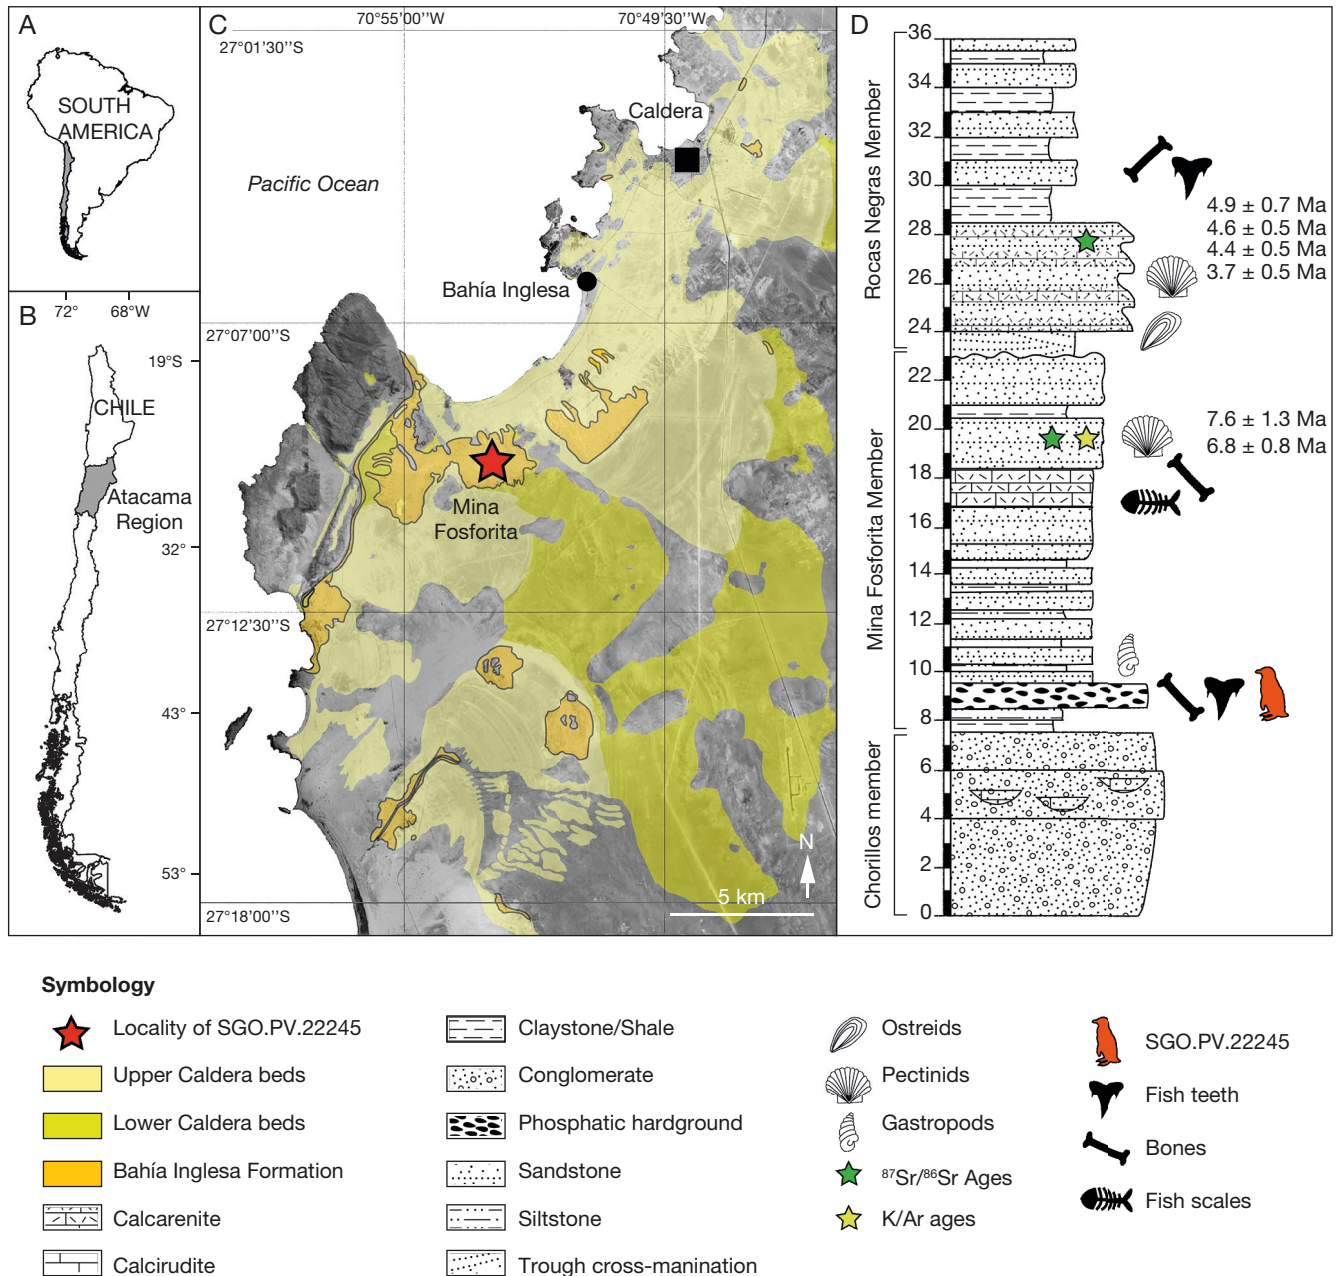 A
SOUTH
AMERICA
B
72°
68°W
19°S
CHILE
Atacama
Region
32°
43°
53°
C
70°55'00''W
70°49'30''W
27°01'30''S
Caldera
Pacific Ocean
Bahía Inglesa
27°07'00''S
Mina
Fosforita
27°12'30''S
N
5 km
27°18'00''S
D
36
34
32
30
28
26
24
22
20
18
16
14
12
10
8
6
4
2
0
Rocas Negras Member
Mina Fosforita Member
Chorillos member
4.9 ± 0.7 Ma
4.6 ± 0.5 Ma
4.4 ± 0.5 Ma
3.7 ± 0.5 Ma
7.6 ± 1.3 Ma
6.8 ± 0.8 Ma
Symbology
Locality of SGO.PV.22245
Upper Caldera beds
Lower Caldera beds
Bahía Inglesa Formation
Calcarenite
Calcirudite
Claystone/Shale
Conglomerate
Phosphatic hardground
Sandstone
Siltstone
Trough cross-manination
Ostreids
Pectinids
Gastropods
⁸⁷Sr/⁸⁶Sr Ages
K/Ar ages
SGO.PV.22245
Fish teeth
Bones
Fish scales